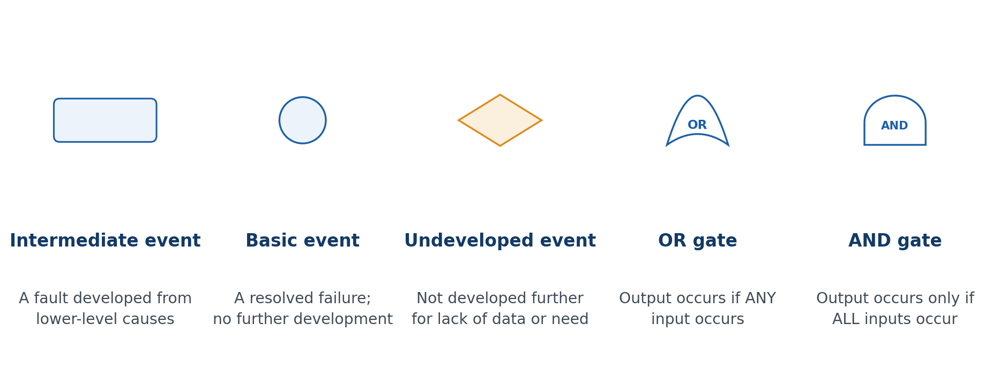 OR
AND
Intermediate event
Basic event
Undeveloped event
OR gate
AND gate
A fault developed from
lower-level causes
A resolved failure;
no further development
Not developed further
for lack of data or need
Output occurs if ANY
input occurs
Output occurs only if
ALL inputs occur